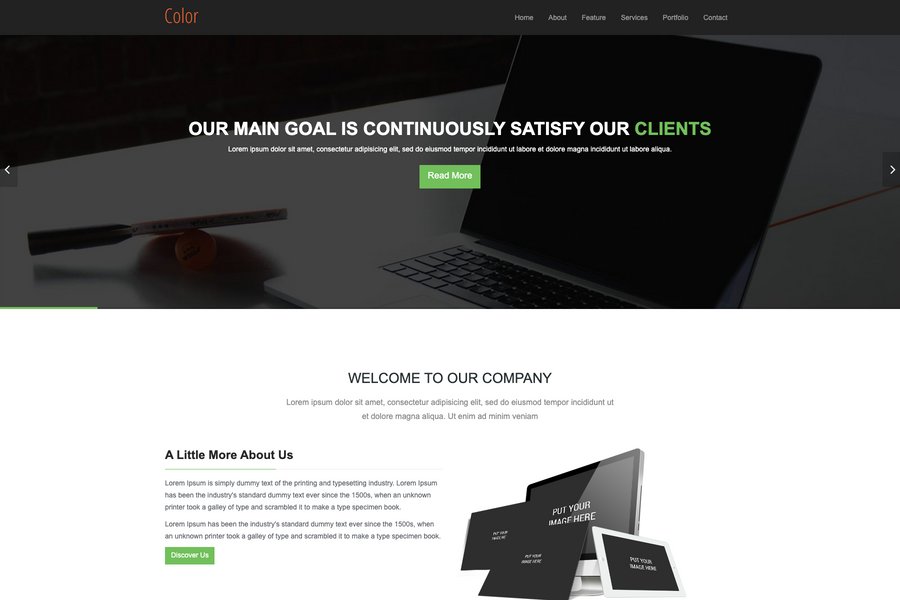 Color
Home About Feature Services Portfolio Contact
OUR MAIN GOAL IS CONTINUOUSLY SATISFY OUR CLIENTS
Lorem ipsum dolor sit amet, consectetur adipisicing elit, sed do eiusmod tempor incididunt ut labore et dolore magna incididunt ut labore aliqua.
Read More
WELCOME TO OUR COMPANY
Lorem ipsum dolor sit amet, consectetur adipisicing elit, sed do eiusmod tempor incididunt ut
et dolore magna aliqua. Ut enim ad minim veniam
A Little More About Us
Lorem Ipsum is simply dummy text of the printing and typesetting industry. Lorem Ipsum
has been the industry's standard dummy text ever since the 1500s, when an unknown
printer took a galley of type and scrambled it to make a type specimen book.
Lorem Ipsum has been the industry's standard dummy text ever since the 1500s, when
an unknown printer took a galley of type and scrambled it to make a type specimen book.
Discover Us
PUT YOUR
IMAGE HERE
PUT YOUR
IMAGE HERE
PUT YOUR
IMAGE HERE
PUT YOUR
IMAGE HERE